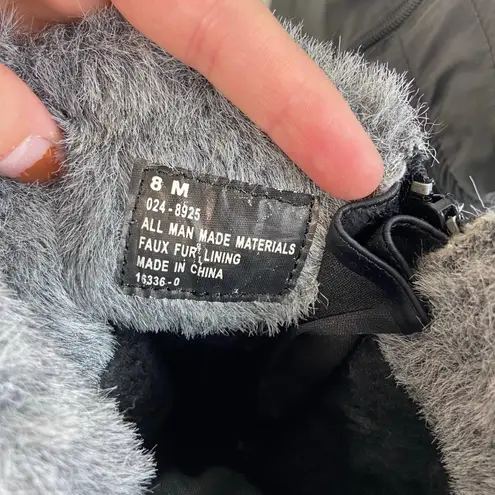 8 M
024-8925
ALL MAN MADE MATERIALS
FAUX FUR LINING
MADE IN CHINA
16336-0